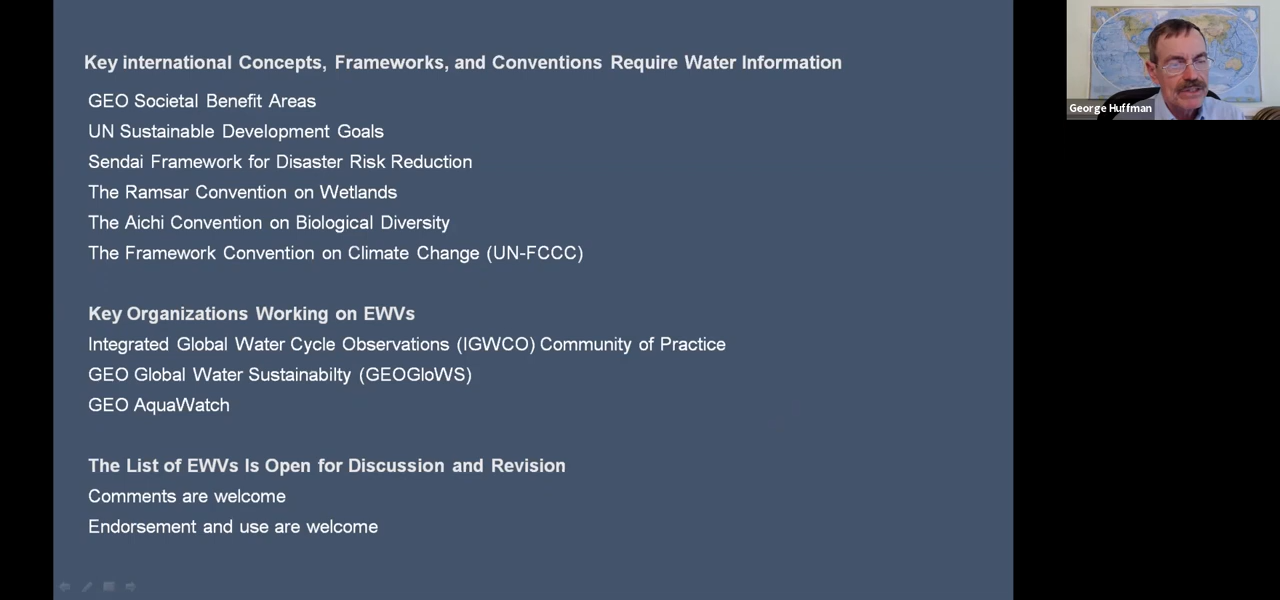 Key international Concepts, Frameworks, and Conventions Require Water Information
GEO Societal Benefit Areas
UN Sustainable Development Goals
Sendai Framework for Disaster Risk Reduction
The Ramsar Convention on Wetlands
The Aichi Convention on Biological Diversity
The Framework Convention on Climate Change (UN-FCCC)
Key Organizations Working on EWVs
Integrated Global Water Cycle Observations (IGWCO) Community of Practice
GEO Global Water Sustainabilty (GEOGloWS)
GEO AquaWatch
The List of EWVs Is Open for Discussion and Revision
Comments are welcome
Endorsement and use are welcome
George Huffman